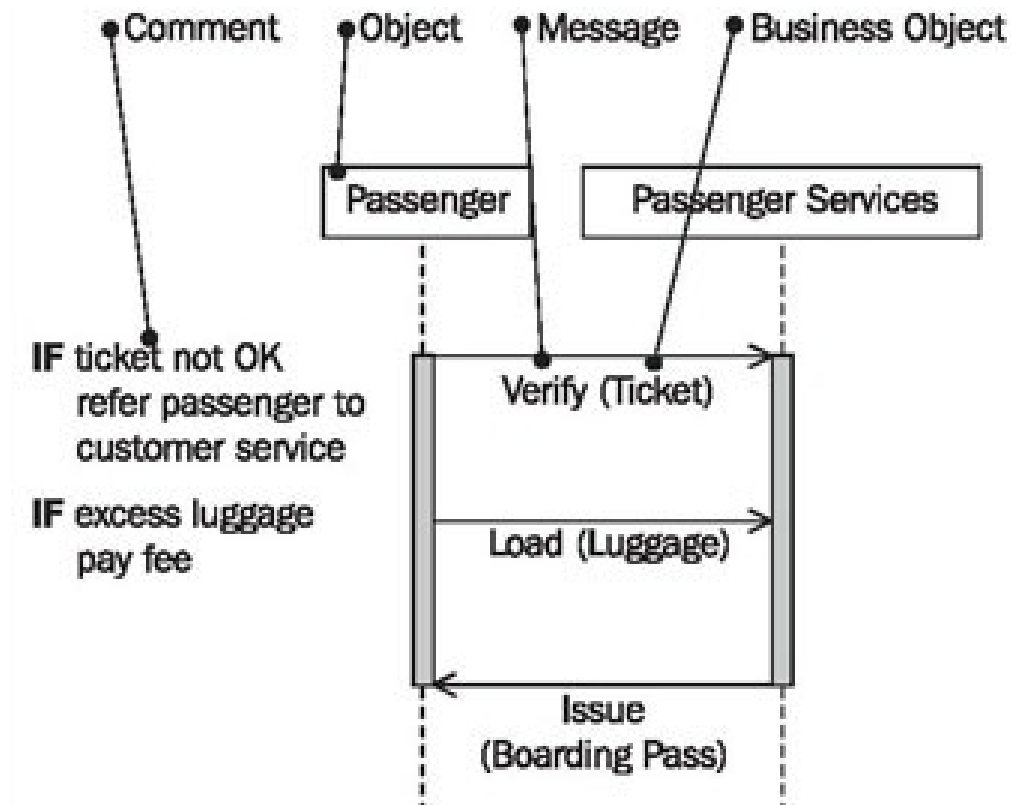 Comment Object Message Business Object
Passenger Passenger Services
IF ticket not OK
refer passenger to
customer service
Verify (Ticket)
IF excess luggage
pay fee
Load (Luggage)
Issue
(Boarding Pass)